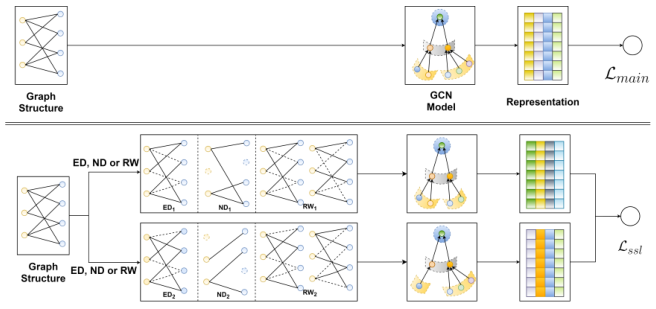 Graph
Structure
GCN
Model
Representation
ℒmain
ED, ND or RW
ED₁
ND₁
RW₁
Graph
Structure
ED, ND or RW
ED₂
ND₂
RW₂
ℒssl